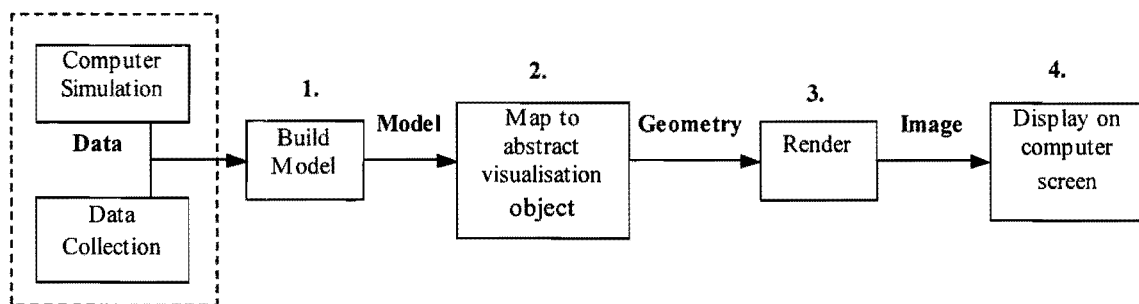 Computer
Simulation
Data
Data
Collection
1.
Build
Model
Model
2.
Map to
abstract
visualisation
object
Geometry
3.
Render
Image
4.
Display on
computer
screen